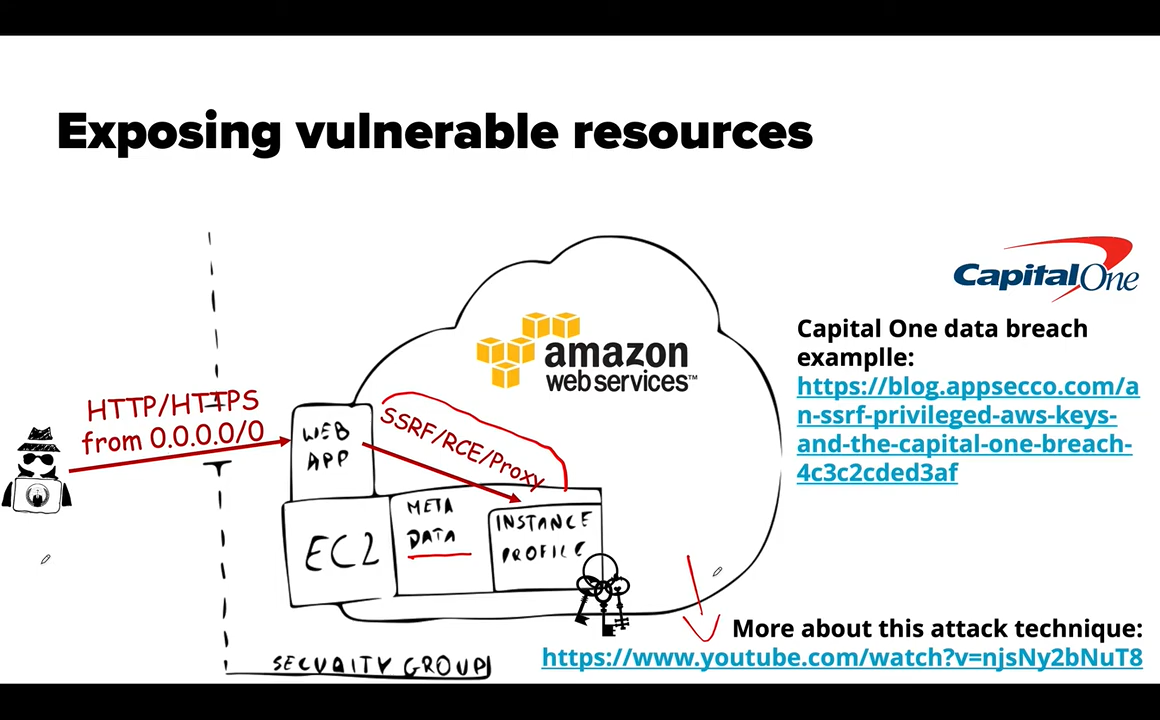 Exposing vulnerable resources
CapitalOne
amazon
web services™
Capital One data breach
examplle:
https://blog.appsecco.com/a
n-ssrf-privileged-aws-keys-
and-the-capital-one-breach-
4c3c2cded3af
HTTP/HTTPS
from 0.0.0.0/0
WEB
APP
SSRF/RCE/Proxy
META
DATA
INSTANCE
PROFILE
EC2
SECURITY GROUP
More about this attack technique:
https://www.youtube.com/watch?v=njsNy2bNuT8